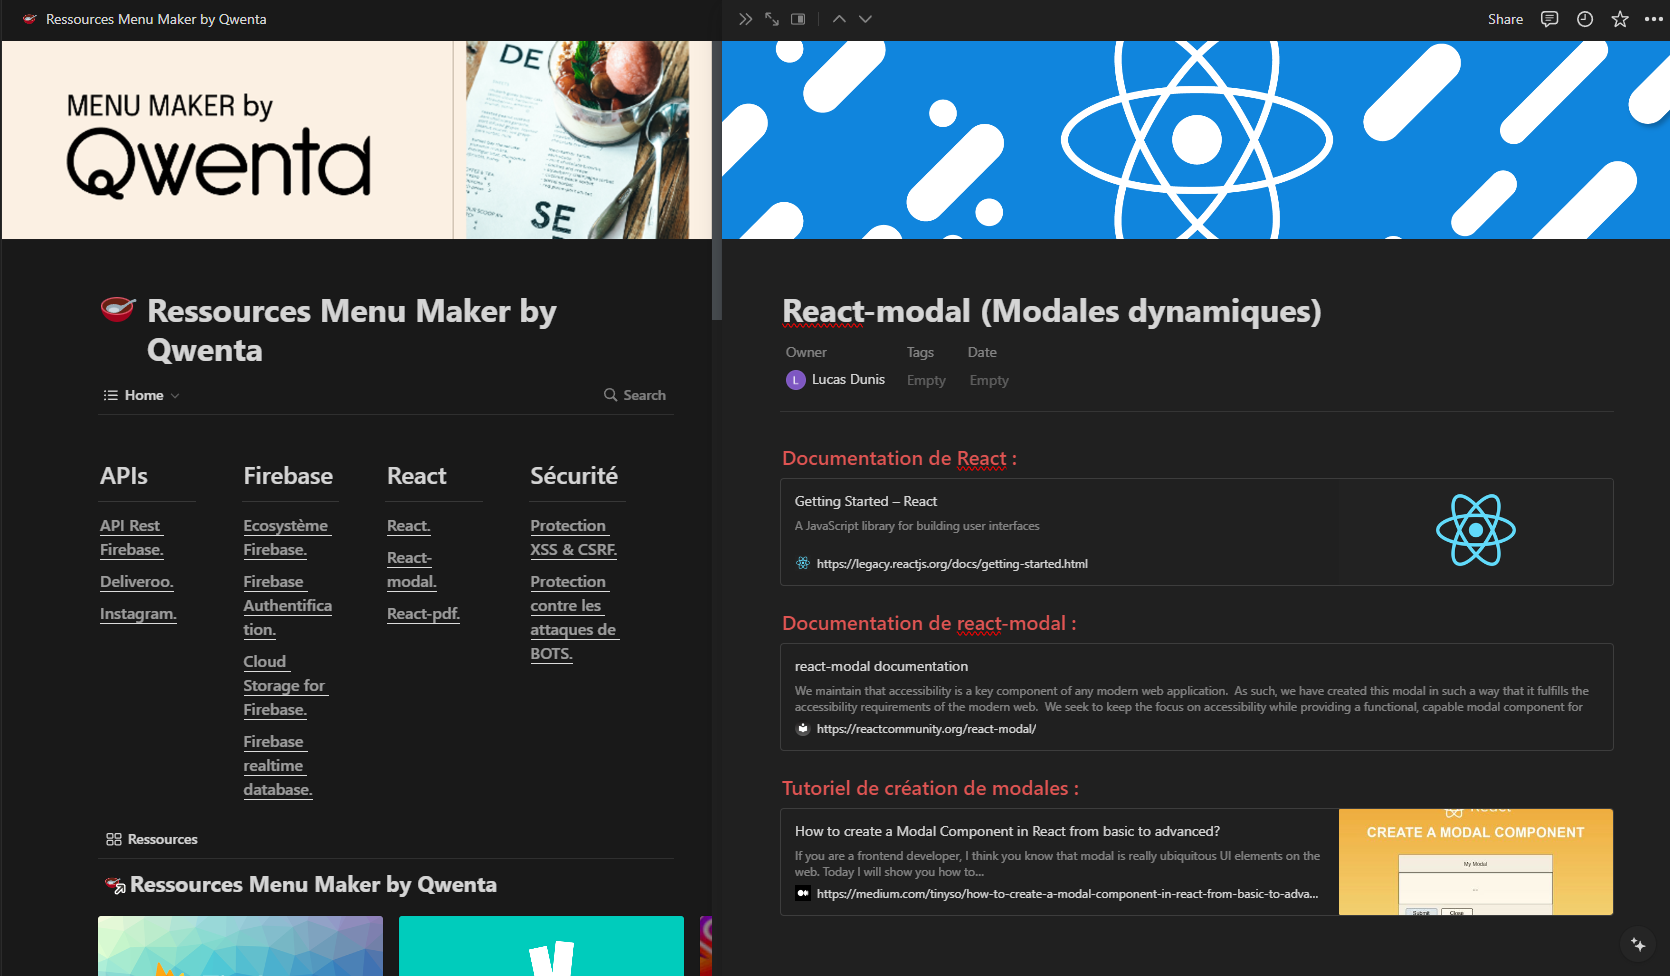 Ressources Menu Maker by Qwenta
Share
MENU MAKER by
Qwenta
DE
SE
Ressources Menu Maker by
Qwenta
Home
Search
APIs
API Rest
Firebase.
Deliveroo.
Instagram.
Firebase
Ecosystème
Firebase.
Firebase
Authentifica
tion.
Cloud
Storage for
Firebase.
Firebase
realtime
database.
React
React.
React-
modal.
React-pdf.
Sécurité
Protection
XSS & CSRF.
Protection
contre les
attaques de
BOTS.
Ressources
Ressources Menu Maker by Qwenta
React-modal (Modales dynamiques)
Owner Tags Date
L Lucas Dunis Empty Empty
Documentation de React :
Getting Started – React
A JavaScript library for building user interfaces
https://legacy.reactjs.org/docs/getting-started.html
Documentation de react-modal :
react-modal documentation
We maintain that accessibility is a key component of any modern web application. As such, we have created this modal in such a way that it fulfills the
accessibility requirements of the modern web. We seek to keep the focus on accessibility while providing a functional, capable modal component for
https://reactcommunity.org/react-modal/
Tutoriel de création de modales :
How to create a Modal Component in React from basic to advanced?
If you are a frontend developer, I think you know that modal is really ubiquitous UI elements on the
web. Today I will show you how to...
https://medium.com/tinyso/how-to-create-a-modal-component-in-react-from-basic-to-adva...
React
CREATE A MODAL COMPONENT
My Modal
Submit Close